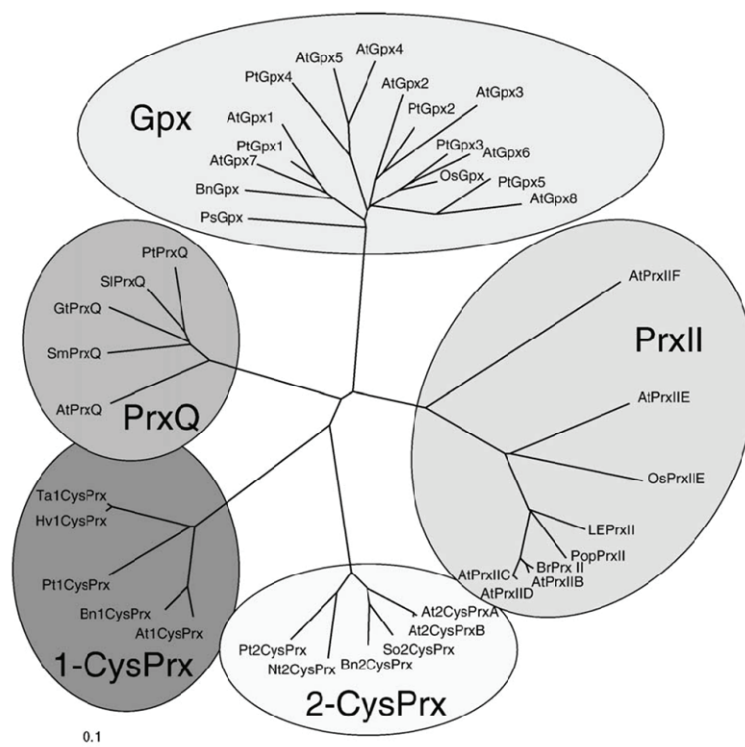 AtGpx4
AtGpx5
PtGpx4
AtGpx2
AtGpx3
PtGpx2
Gpx
AtGpx1
PtGpx1
PtGpx3
AtGpx6
AtGpx7
OsGpx
PtGpx5
BnGpx
AtGpx8
PsGpx
PtPrxQ
SlPrxQ
GtPrxQ
SmPrxQ
AtPrxQ
PrxQ
AtPrxIIF
PrxII
AtPrxIIE
OsPrxIIE
LEPrxII
PopPrxII
BrPrx II
AtPrxIIC
AtPrxIIB
AtPrxIID
Ta1CysPrx
Hv1CysPrx
Pt1CysPrx
Bn1CysPrx
At1CysPrx
1-CysPrx
At2CysPrxA
At2CysPrxB
Pt2CysPrx
So2CysPrx
Nt2CysPrx
Bn2CysPrx
2-CysPrx
0.1